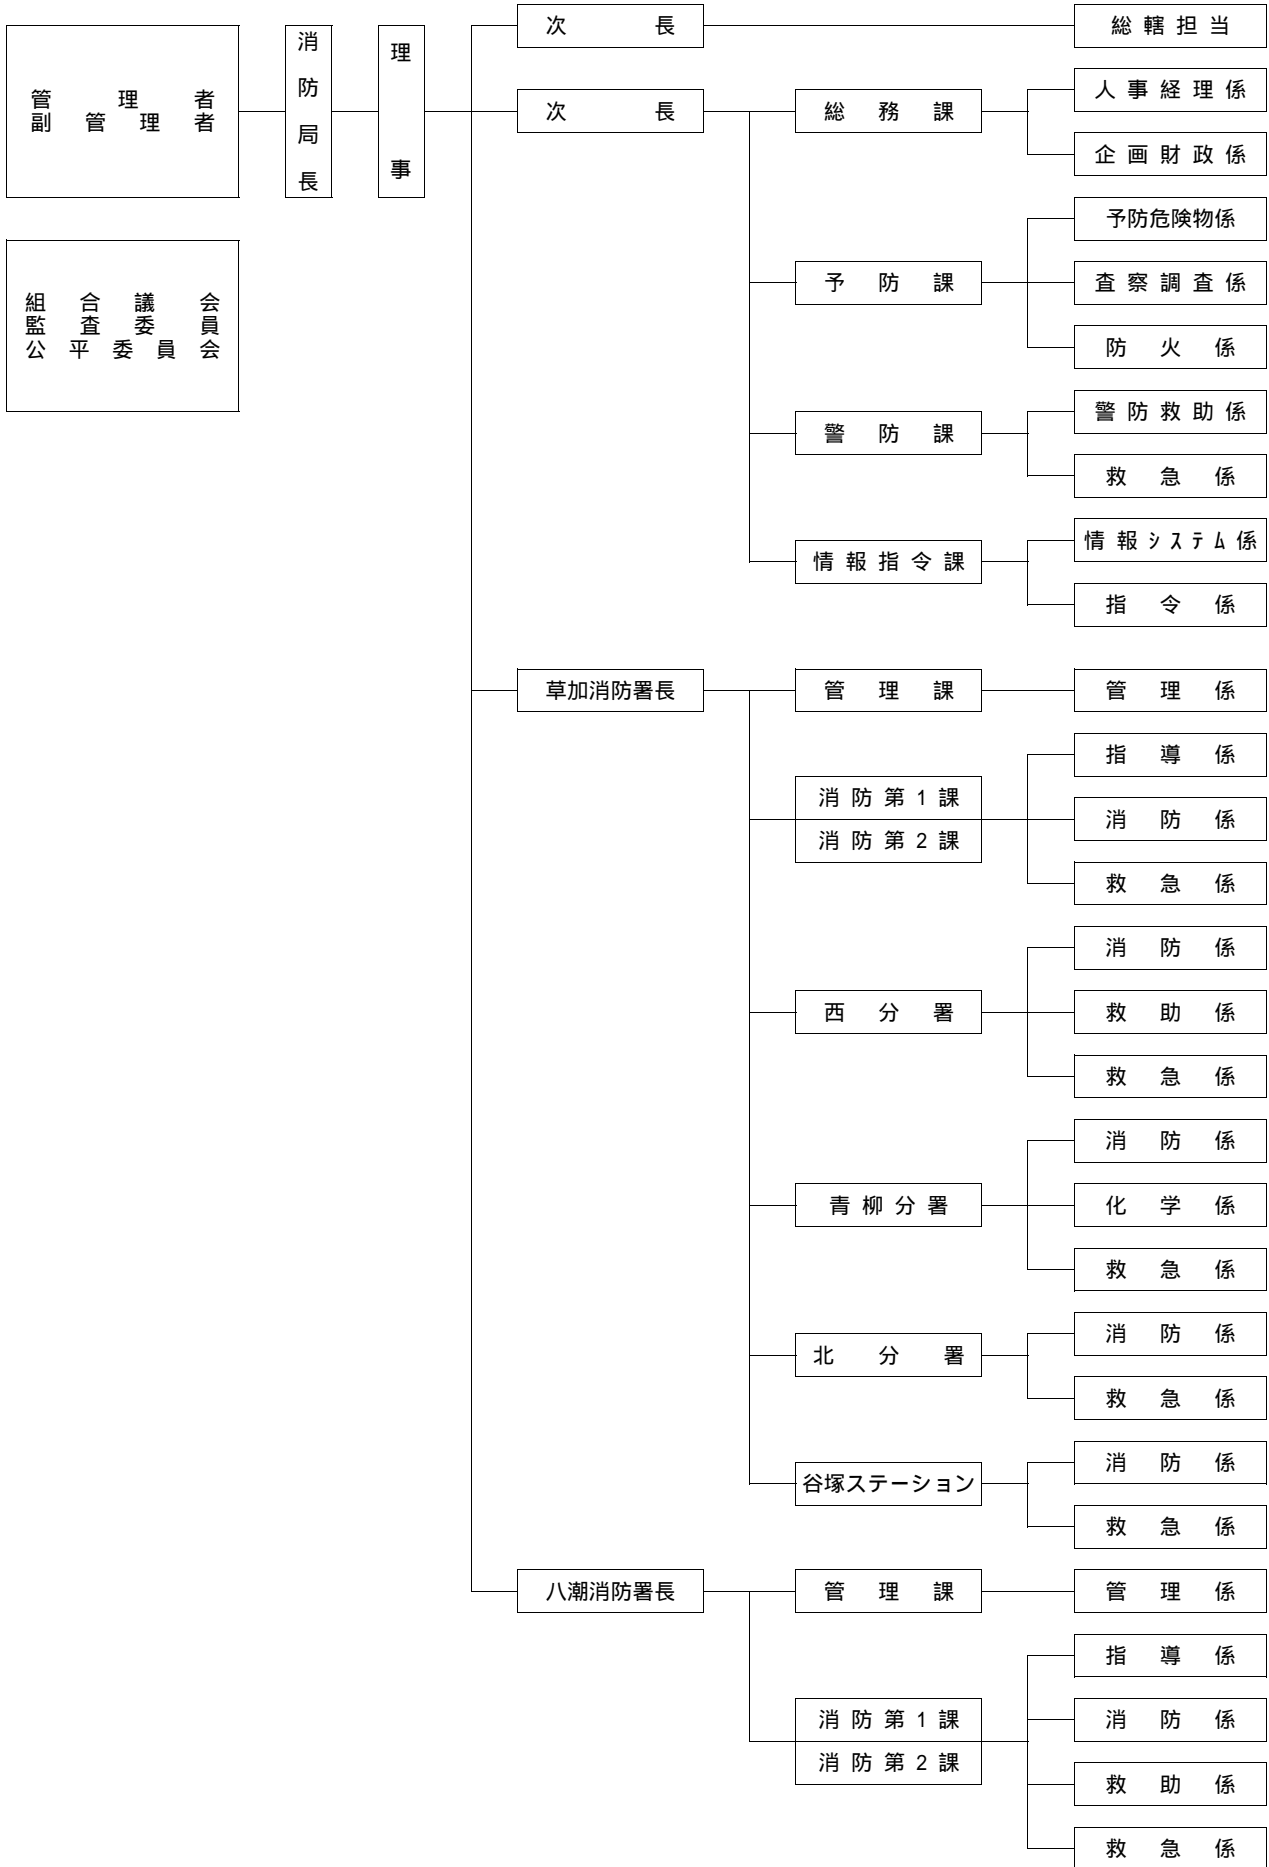 管理者
副管理者
消防局長
理事
組合議会
監査委員
公平委員会
次長
総轄担当
次長
総務課
人事経理係
企画財政係
予防課
予防危険物係
査察調査係
防火係
警防課
警防救助係
救急係
情報指令課
情報ｼｽﾃﾑ係
指令係
草加消防署長
管理課
管理係
消防第1課
消防第2課
指導係
消防係
救急係
西分署
消防係
救助係
救急係
青柳分署
消防係
化学係
救急係
北分署
消防係
救急係
谷塚ステーション
消防係
救急係
八潮消防署長
管理課
管理係
消防第1課
消防第2課
指導係
消防係
救助係
救急係